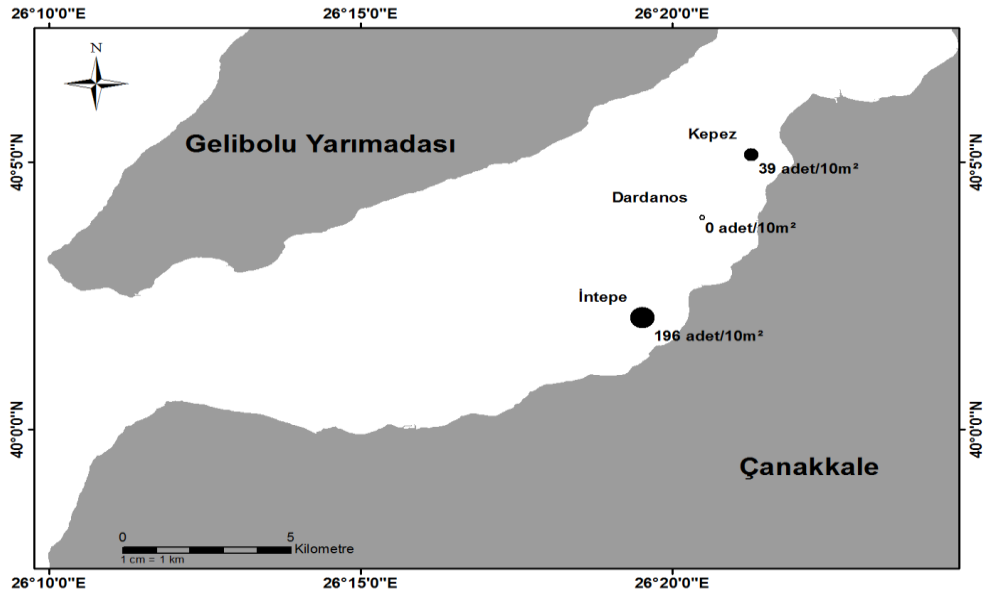 26°10'0"E
26°15'0"E
26°20'0"E
N
Gelibolu Yarımadası
Kepez
40°5'0"N
40°5'0"N
39 adet/10m²
Dardanos
0 adet/10m²
İntepe
196 adet/10m²
40°0'0"N
40°0'0"N
Çanakkale
0 5
Kilometre
1 cm = 1 km
26°10'0"E
26°15'0"E
26°20'0"E